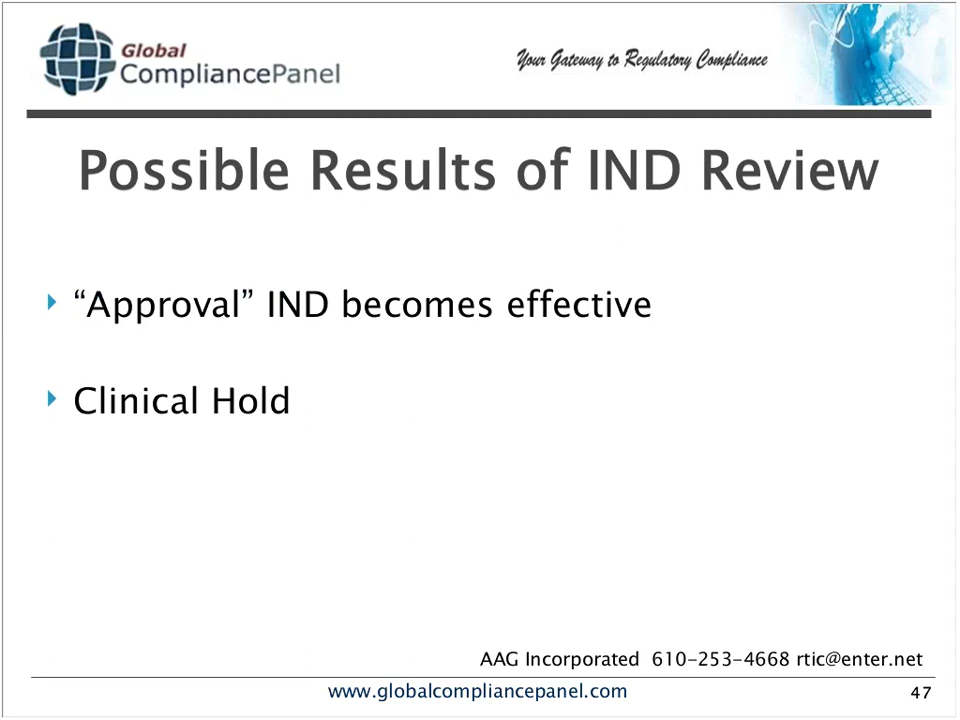 Global
CompliancePanel
Your Gateway to Regulatory Compliance
Possible Results of IND Review
“Approval” IND becomes effective
Clinical Hold
AAG Incorporated 610-253-4668 rtic@enter.net
www.globalcompliancepanel.com
47